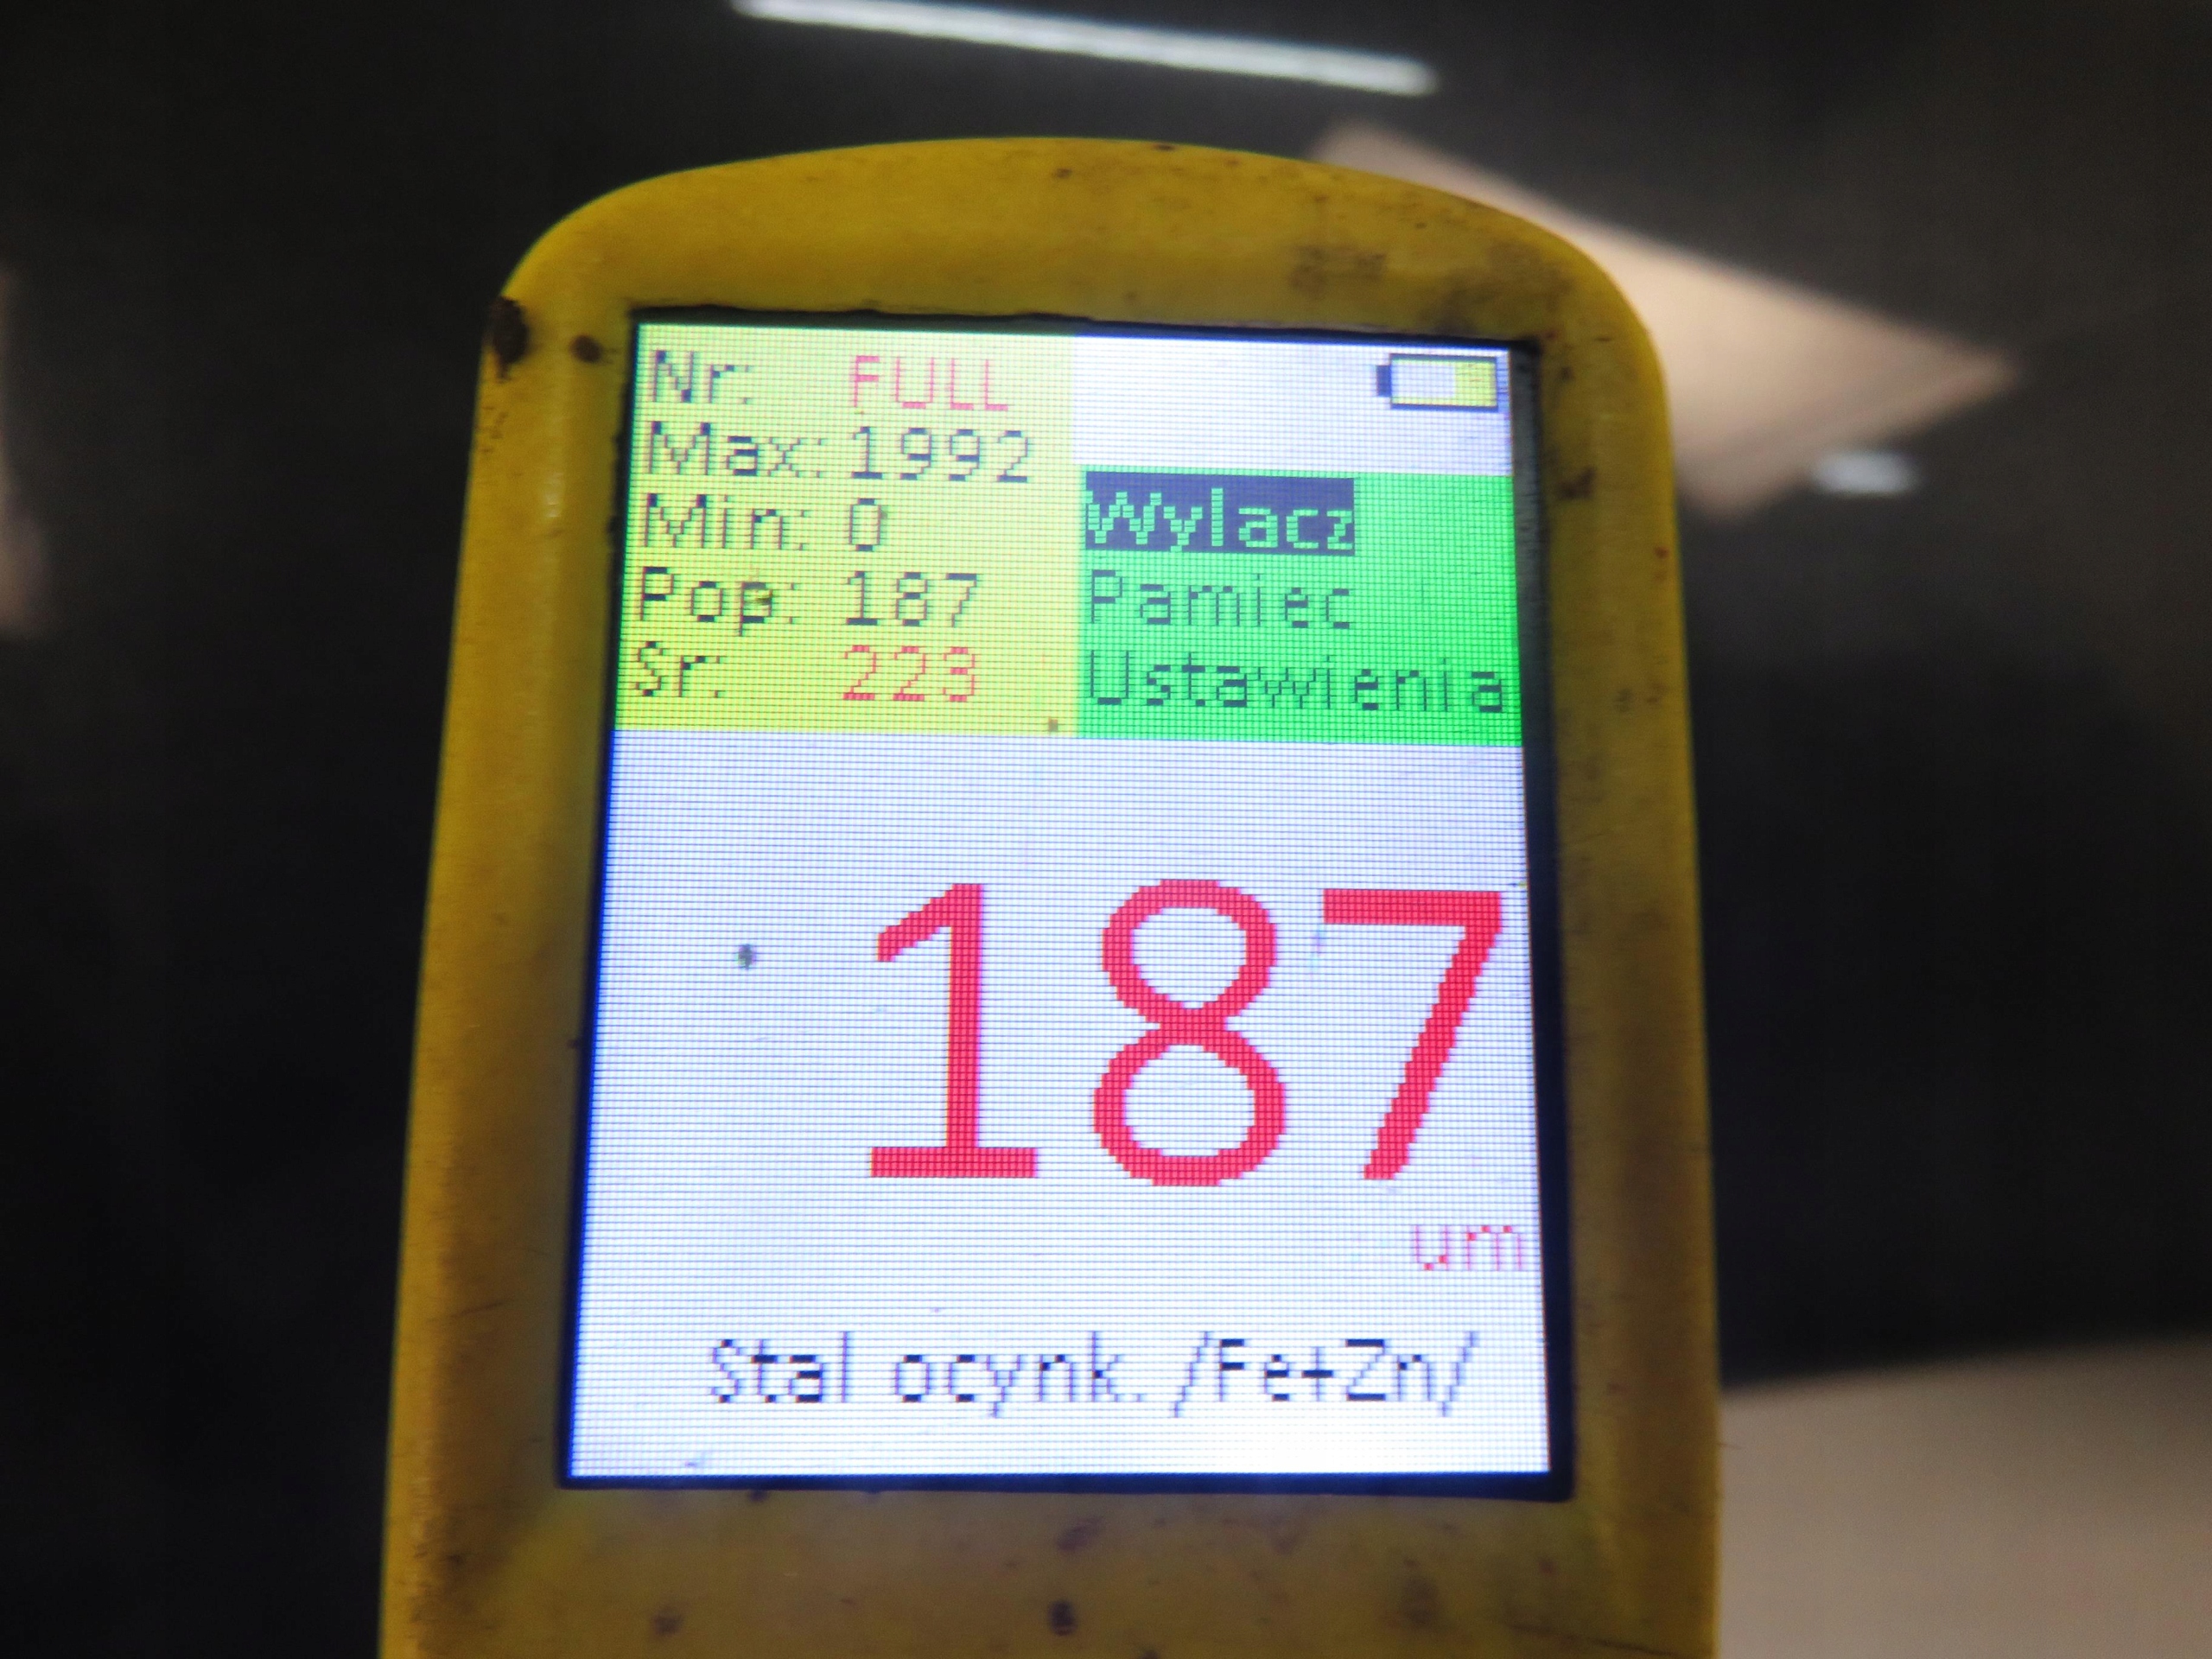 Nr: FULL
Max: 1992
Min: 0
Pop: 187
Sr: 223
Wylacz
Pamiec
Ustawienia
187
um
Stal ocynk. /Fe+Zn/